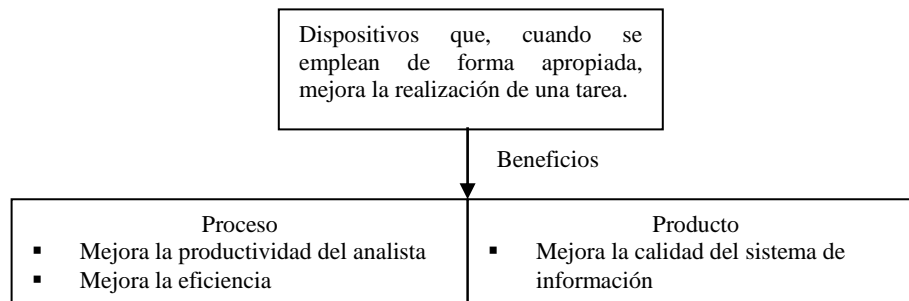 Dispositivos que, cuando se
emplean de forma apropiada,
mejora la realización de una tarea.
Beneficios
Proceso
▪ Mejora la productividad del analista
▪ Mejora la eficiencia
Producto
▪ Mejora la calidad del sistema de
información